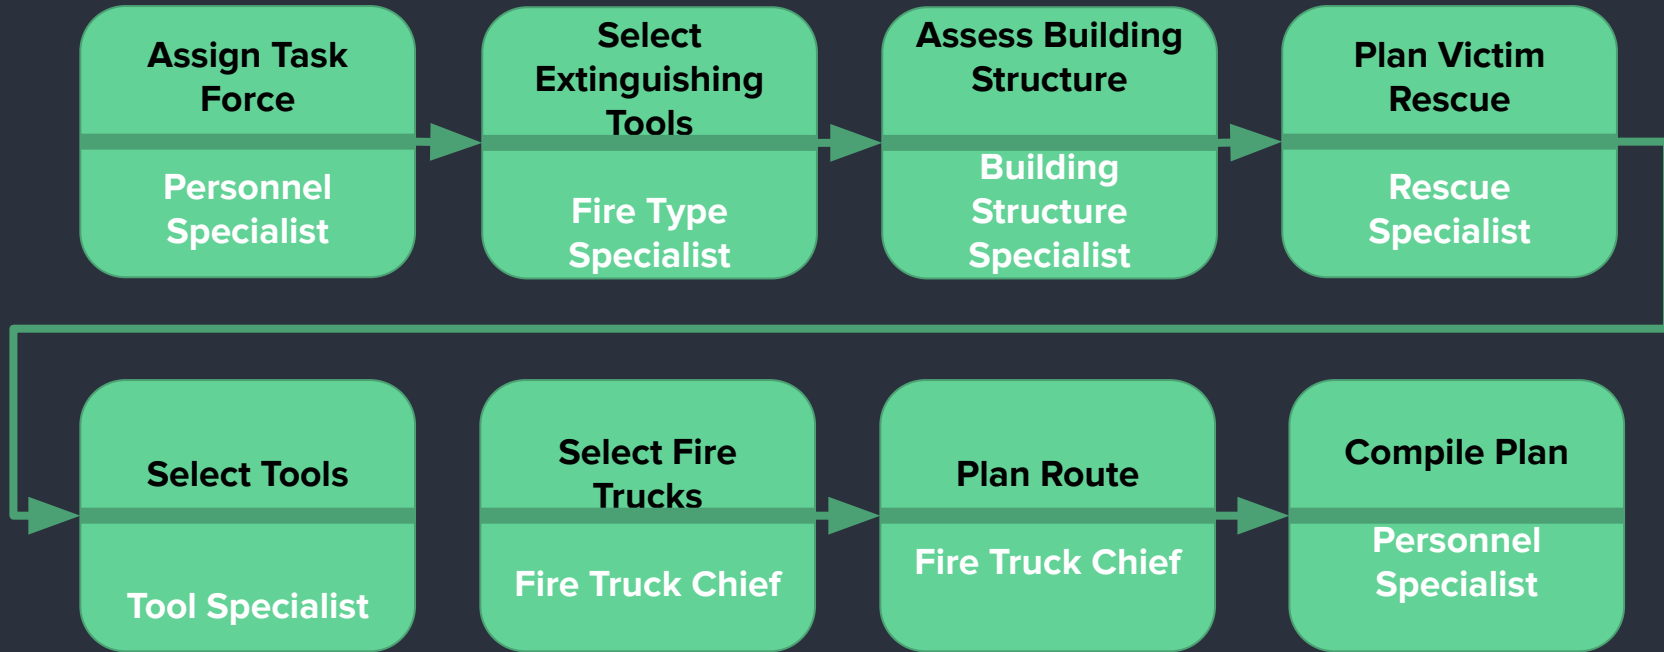 Assign Task
Force
Personnel
Specialist
Select
Extinguishing
Tools
Fire Type
Specialist
Assess Building
Structure
Building
Structure
Specialist
Plan Victim
Rescue
Rescue
Specialist
Select Tools
Tool Specialist
Select Fire
Trucks
Fire Truck Chief
Plan Route
Fire Truck Chief
Compile Plan
Personnel
Specialist